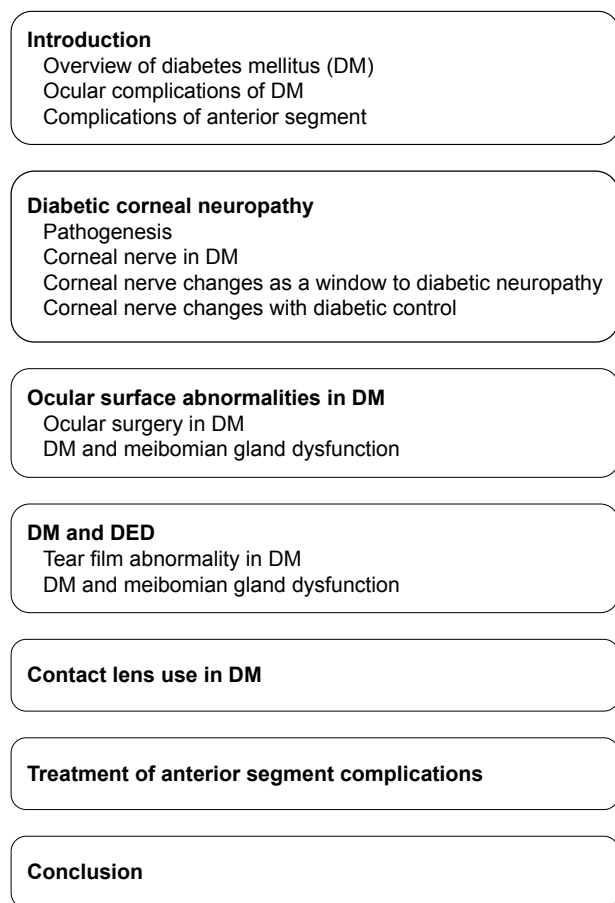 Introduction
Overview of diabetes mellitus (DM)
Ocular complications of DM
Complications of anterior segment
Diabetic corneal neuropathy
Pathogenesis
Corneal nerve in DM
Corneal nerve changes as a window to diabetic neuropathy
Corneal nerve changes with diabetic control
Ocular surface abnormalities in DM
Ocular surgery in DM
DM and meibomian gland dysfunction
DM and DED
Tear film abnormality in DM
DM and meibomian gland dysfunction
Contact lens use in DM
Treatment of anterior segment complications
Conclusion